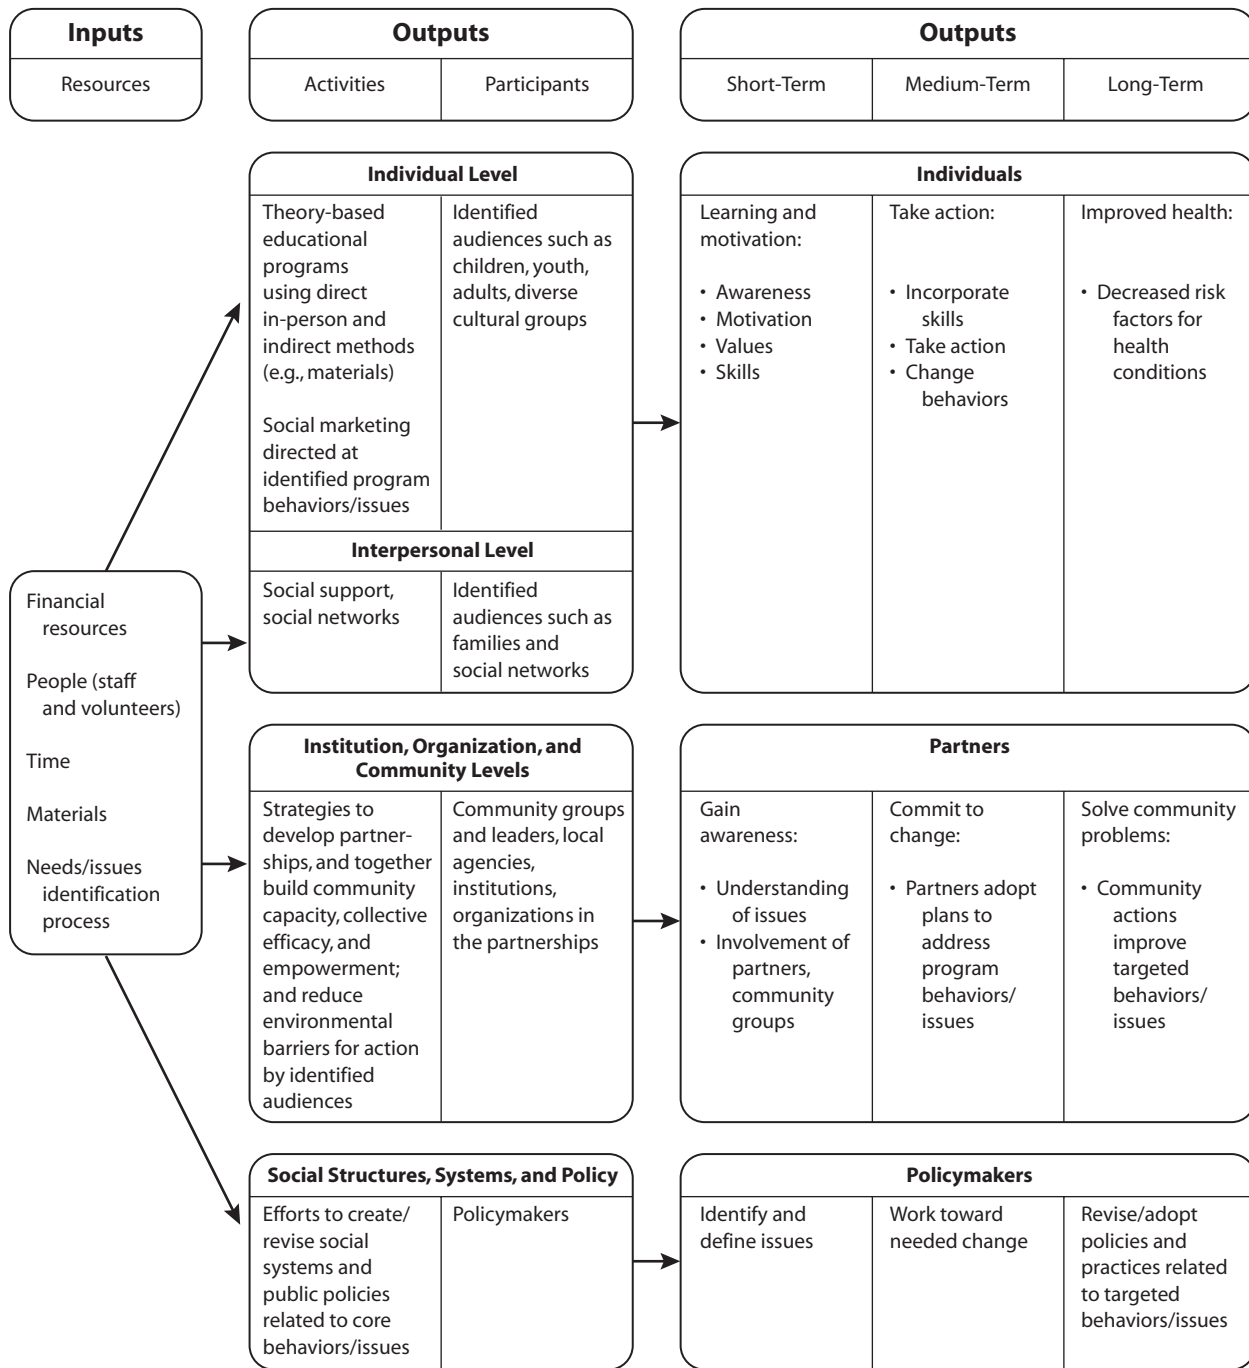 Inputs
Resources
Outputs
Activities
Participants
Outputs
Short-Term
Medium-Term
Long-Term
Financial
resources
People (staff
and volunteers)
Time
Materials
Needs/issues
identification
process
Individual Level
Theory-based
educational
programs
using direct
in-person and
indirect methods
(e.g., materials)
Social marketing
directed at
identified program
behaviors/issues
Identified
audiences such as
children, youth,
adults, diverse
cultural groups
Interpersonal Level
Social support,
social networks
Identified
audiences such as
families and
social networks
Individuals
Learning and
motivation:
• Awareness
• Motivation
• Values
• Skills
Take action:
• Incorporate
skills
• Take action
• Change
behaviors
Improved health:
• Decreased risk
factors for
health
conditions
Institution, Organization, and
Community Levels
Strategies to
develop partner-
ships, and together
build community
capacity, collective
efficacy, and
empowerment;
and reduce
environmental
barriers for action
by identified
audiences
Community groups
and leaders, local
agencies,
institutions,
organizations in
the partnerships
Partners
Gain
awareness:
• Understanding
of issues
• Involvement of
partners,
community
groups
Commit to
change:
• Partners adopt
plans to
address
program
behaviors/
issues
Solve community
problems:
• Community
actions
improve
targeted
behaviors/
issues
Social Structures, Systems, and Policy
Efforts to create/
revise social
systems and
public policies
related to core
behaviors/issues
Policymakers
Policymakers
Identify and
define issues
Work toward
needed change
Revise/adopt
policies and
practices related
to targeted
behaviors/issues